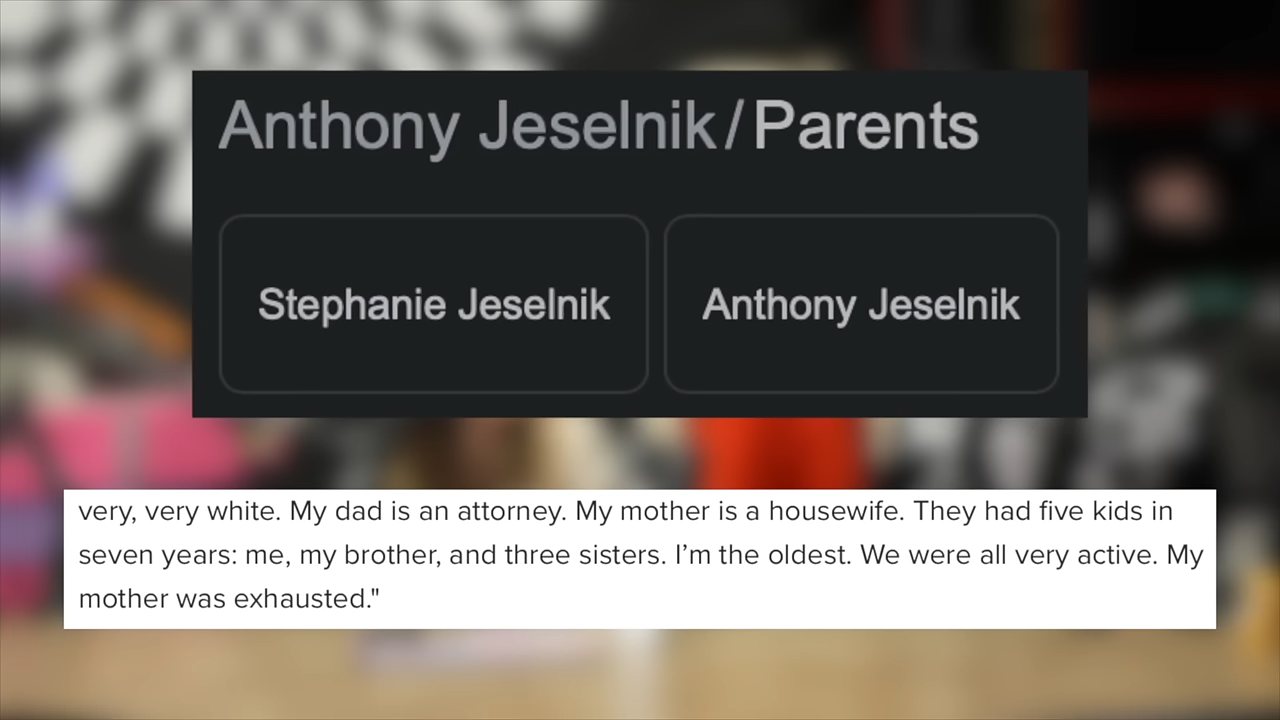 Anthony Jeselnik / Parents
Stephanie Jeselnik
Anthony Jeselnik
very, very white. My dad is an attorney. My mother is a housewife. They had five kids in
seven years: me, my brother, and three sisters. I’m the oldest. We were all very active. My
mother was exhausted."